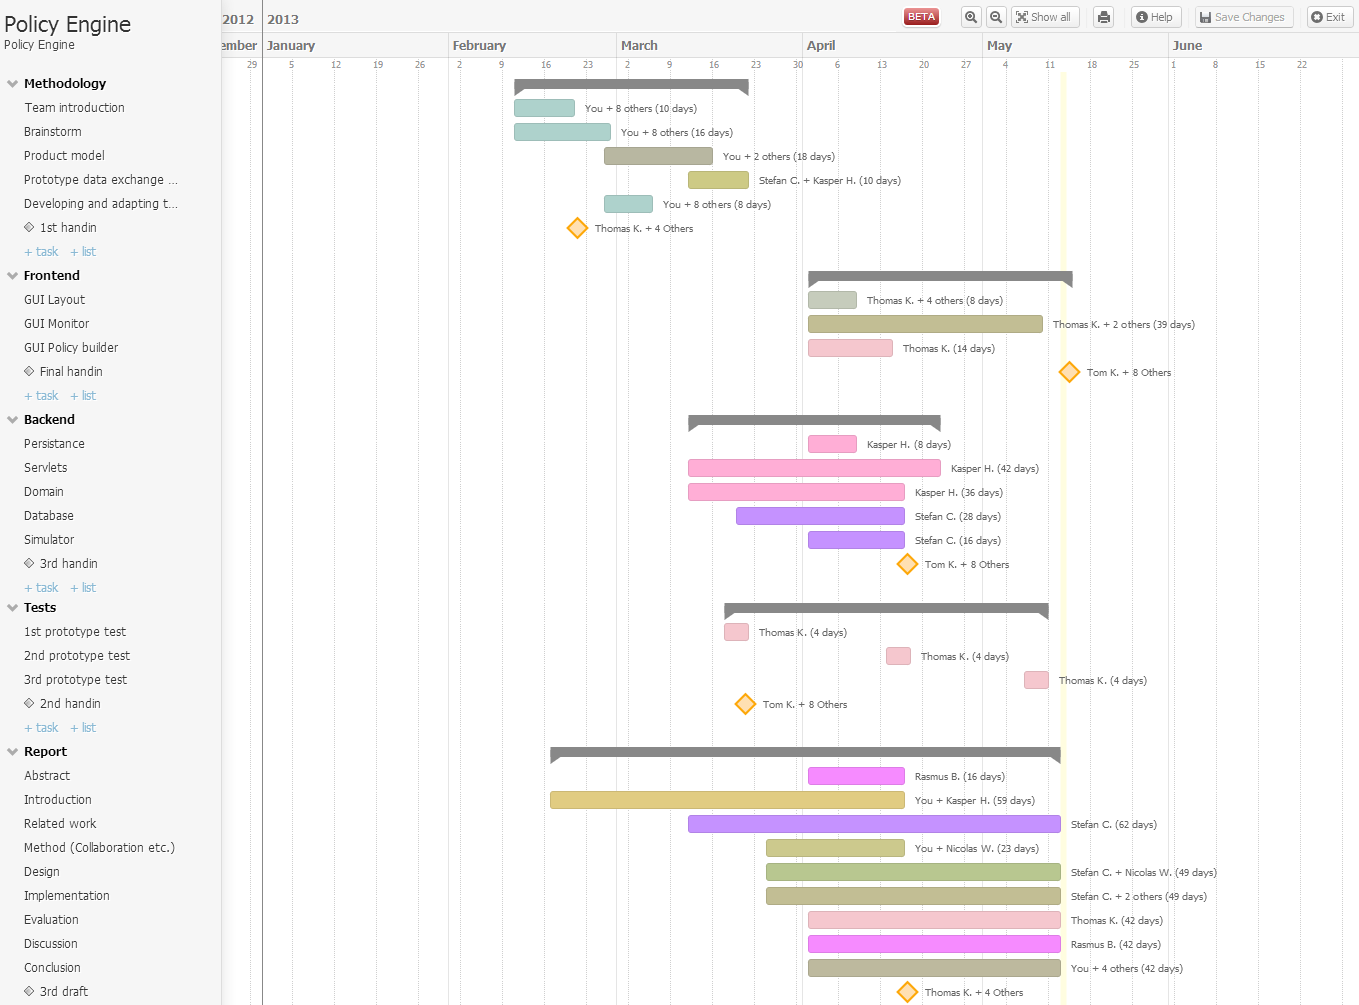 Policy Engine
Policy Engine
2012 2013
BETA Show all Help Save Changes Exit
ember January February March April May June
29 5 12 19 26 2 9 16 23 2 9 16 23 30 6 13 20 27 4 11 18 25 1 8 15 22
Methodology
Team introduction You + 8 others (10 days)
Brainstorm You + 8 others (16 days)
Product model You + 2 others (18 days)
Prototype data exchange ... Stefan C. + Kasper H. (10 days)
Developing and adapting t... You + 8 others (8 days)
1st handin Thomas K. + 4 Others
+ task + list
Frontend
GUI Layout Thomas K. + 4 others (8 days)
GUI Monitor Thomas K. + 2 others (39 days)
GUI Policy builder Thomas K. (14 days)
Final handin Tom K. + 8 Others
+ task + list
Backend
Persistance Kasper H. (8 days)
Servlets Kasper H. (42 days)
Domain Kasper H. (36 days)
Database Stefan C. (28 days)
Simulator Stefan C. (16 days)
3rd handin Tom K. + 8 Others
+ task + list
Tests
1st prototype test Thomas K. (4 days)
2nd prototype test Thomas K. (4 days)
3rd prototype test Thomas K. (4 days)
2nd handin Tom K. + 8 Others
+ task + list
Report
Abstract Rasmus B. (16 days)
Introduction You + Kasper H. (59 days)
Related work Stefan C. (62 days)
Method (Collaboration etc.) You + Nicolas W. (23 days)
Design Stefan C. + Nicolas W. (49 days)
Implementation Stefan C. + 2 others (49 days)
Evaluation Thomas K. (42 days)
Discussion Rasmus B. (42 days)
Conclusion You + 4 others (42 days)
3rd draft Thomas K. + 4 Others